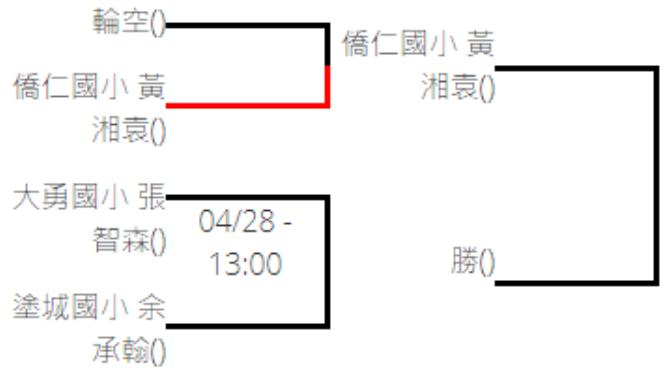 輪空()
僑仁國小 黃
湘袁()
大勇國小 張
智森()
塗城國小 余
承翰()
04/28 -
13:00
僑仁國小 黃
湘袁()
勝()